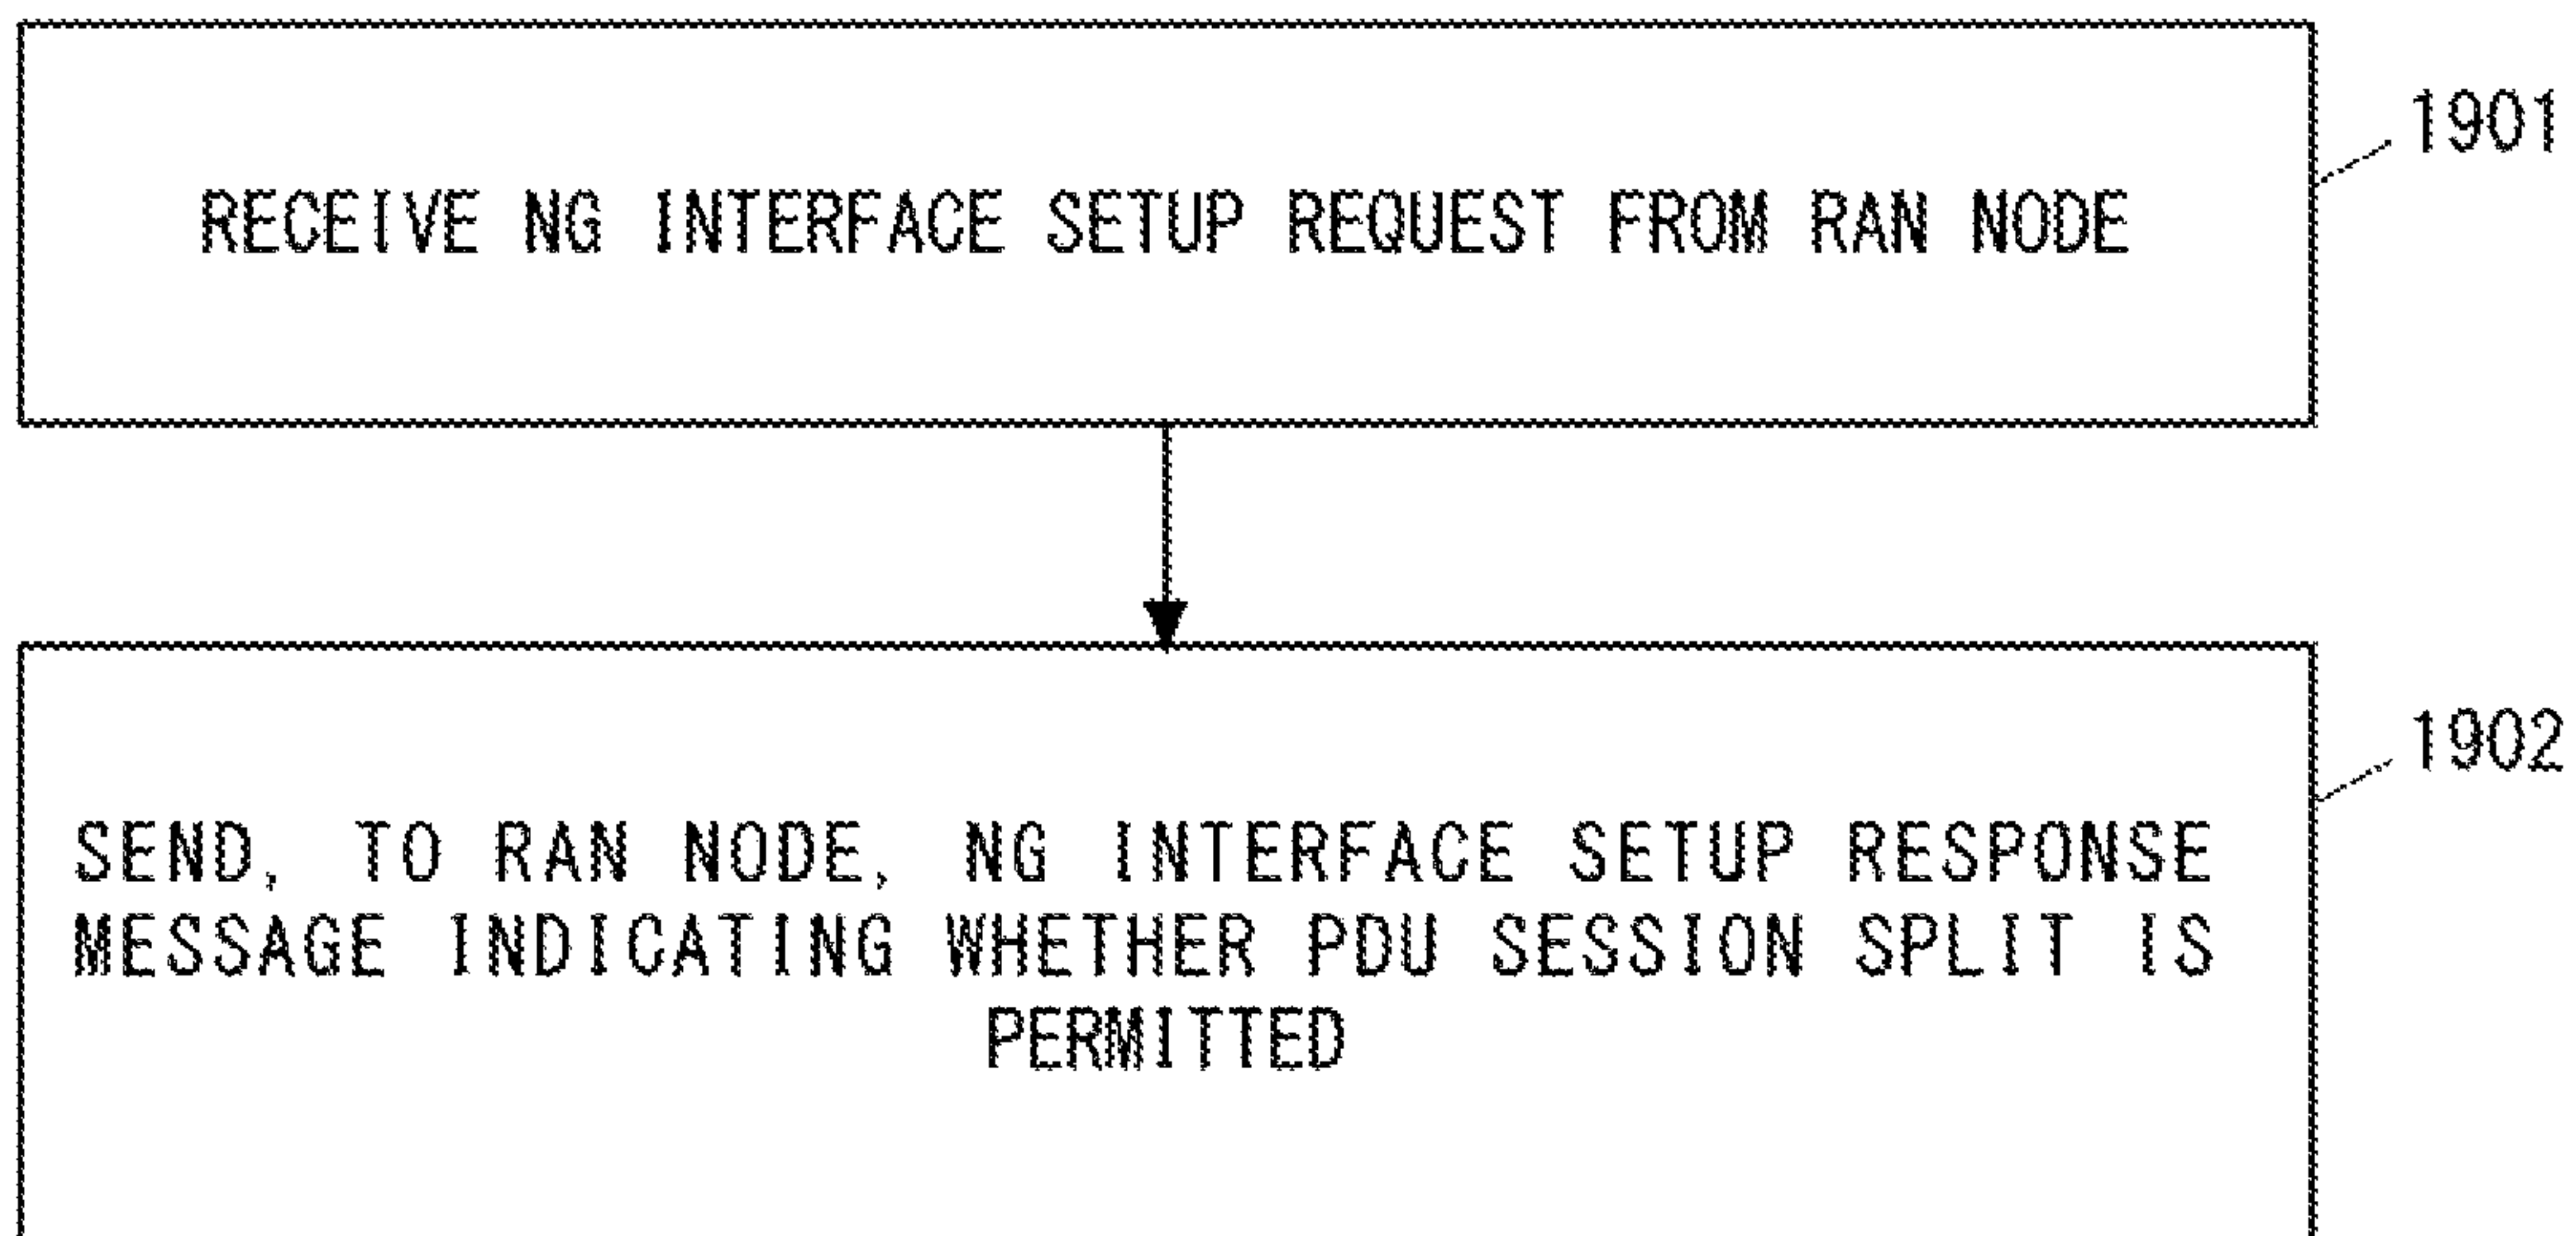 RECEIVE NG INTERFACE SETUP REQUEST FROM RAN NODE
1901
SEND, TO RAN NODE, NG INTERFACE SETUP RESPONSE
MESSAGE INDICATING WHETHER PDU SESSION SPLIT IS
PERMITTED
1902